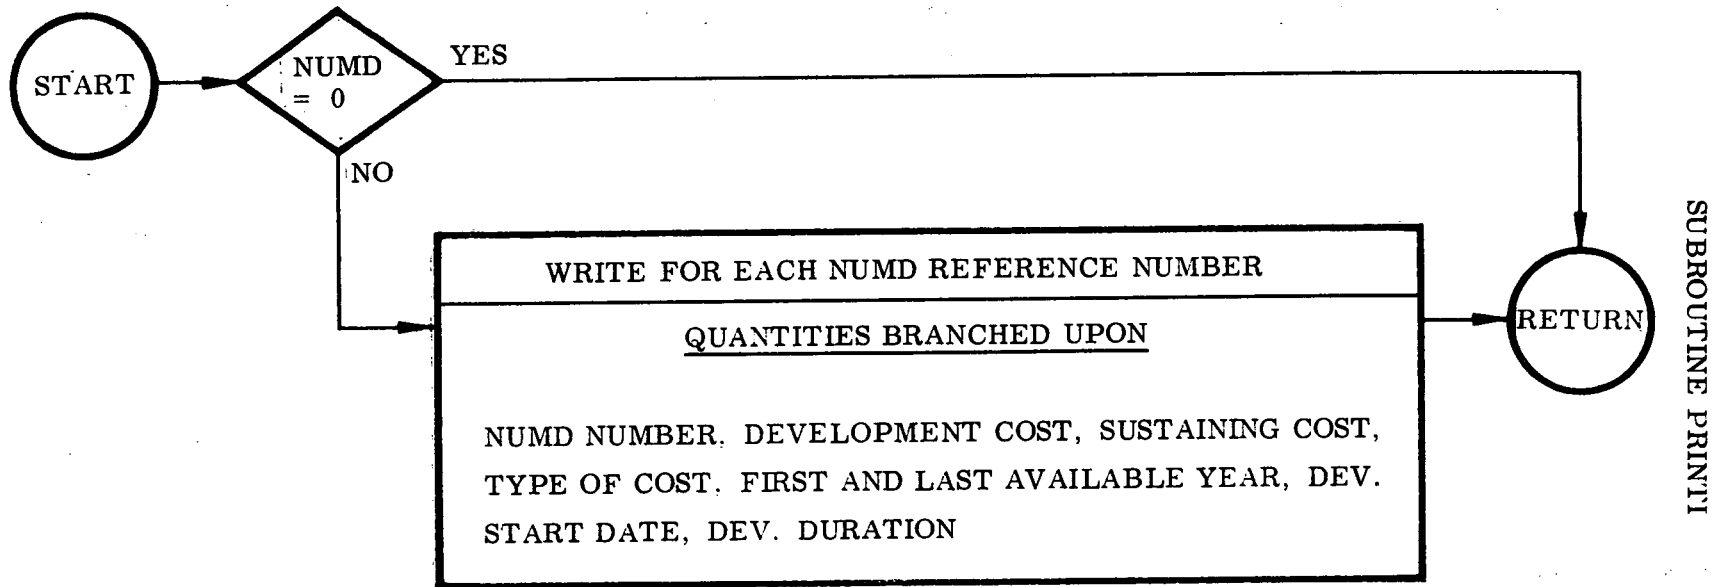 START
NUMD
= 0
YES
NO
WRITE FOR EACH NUMD REFERENCE NUMBER
QUANTITIES BRANCHED UPON
NUMD NUMBER. DEVELOPMENT COST, SUSTAINING COST,
TYPE OF COST. FIRST AND LAST AVAILABLE YEAR, DEV.
START DATE, DEV. DURATION
RETURN
SUBROUTINE PRINTI